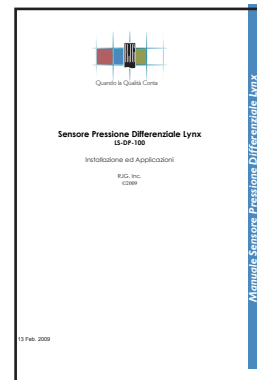 Quando la Qualità Conta
Sensore Pressione Differenziale Lynx
LS-DP-100
Installazione ed Applicazioni
RJG, Inc.
©2009
13 Feb. 2009
Manuale Sensore Pressione Differenziale Lynx